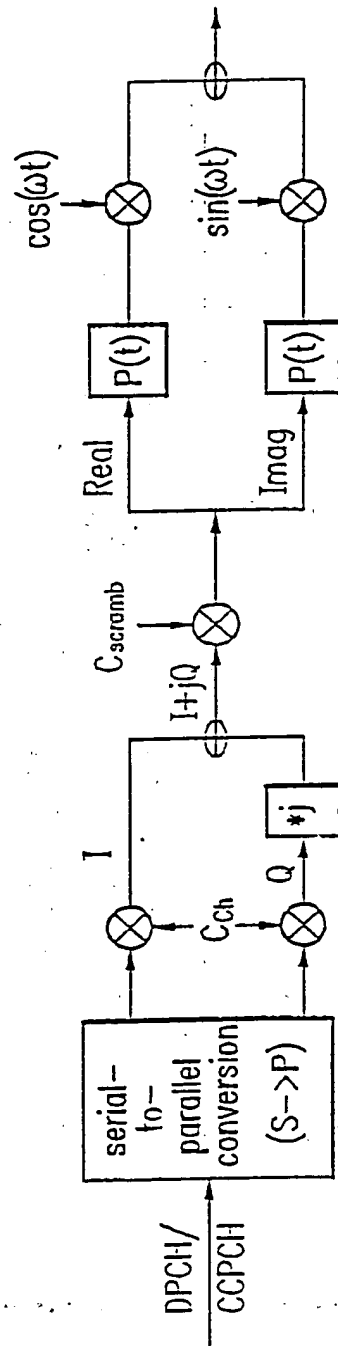 DPCH/
CCPCH
serial-
to-
parallel
conversion
(S->P)
I
C_Ch
Q
*j
I+jQ
C_scramb
Real
Imag
P(t)
P(t)
cos(ωt)
sin(ωt)